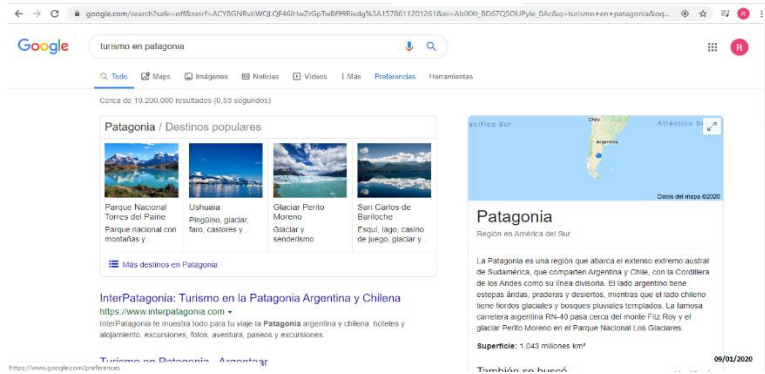 google.com/search?safe=off&sxsrf=ACYBGNRvbWQLQF46IHwZrGpTwBf99Rivdg%3A1578611201261&ei=AbIXXt_BD67Q5OUPyle_0Ac&q=turismo+en+patagonia&oq...
Google
turismo en patagonia
R
R
Todo Maps Imágenes Noticias Vídeos Más Preferencias Herramientas
Cerca de 19.200.000 resultados (0,53 segundos)
Patagonia / Destinos populares
Parque Nacional
Torres del Paine
Parque nacional con
montañas y...
Ushuaia
Pingüino, glaciar,
faro, castores y...
Glaciar Perito
Moreno
Glaciar y
senderismo
San Carlos de
Bariloche
Esquí, lago, casino
de juego, glaciar y...
Más destinos en Patagonia
InterPatagonia: Turismo en la Patagonia Argentina y Chilena
https://www.interpatagonia.com
InterPatagonia te muestra todo para tu viaje la Patagonia argentina y chilena hoteles y
alojamiento, excursiones, fotos, aventura, paseos y excursiones.
Turismo en Patagonia - Argentear
https://www.google.com/preferences
acífico Sur
Chile
Argentina
Atlántico S
Datos del mapa ©2020
Patagonia
Región en América del Sur
La Patagonia es una región que abarca el extenso extremo austral
de Sudamérica, que comparten Argentina y Chile, con la Cordillera
de los Andes como su línea divisoria. El lado argentino tiene
estepas áridas, praderas y desiertos, mientras que el lado chileno
tiene fiordos glaciales y bosques pluviales templados. La famosa
carretera argentina RN-40 pasa cerca del monte Fitz Roy y el
glaciar Perito Moreno en el Parque Nacional Los Glaciares.
Superficie: 1,043 millones km²
09/01/2020
También se buscó